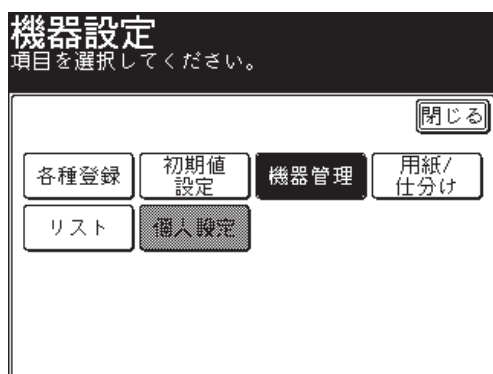 機器設定
項目を選択してください。
閉じる
各種登録
初期値
設定
機器管理
用紙/
仕分け
リスト
個人設定